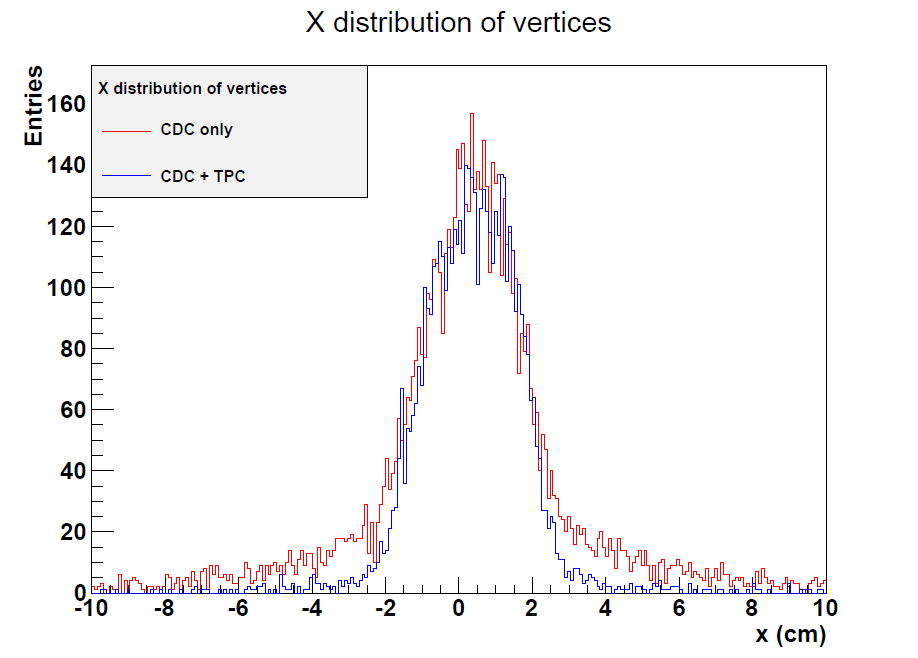 X distribution of vertices
Entries
X distribution of vertices
CDC only
CDC + TPC
160
140
120
100
80
60
40
20
0
-10 -8 -6 -4 -2 0 2 4 6 8 10
x (cm)